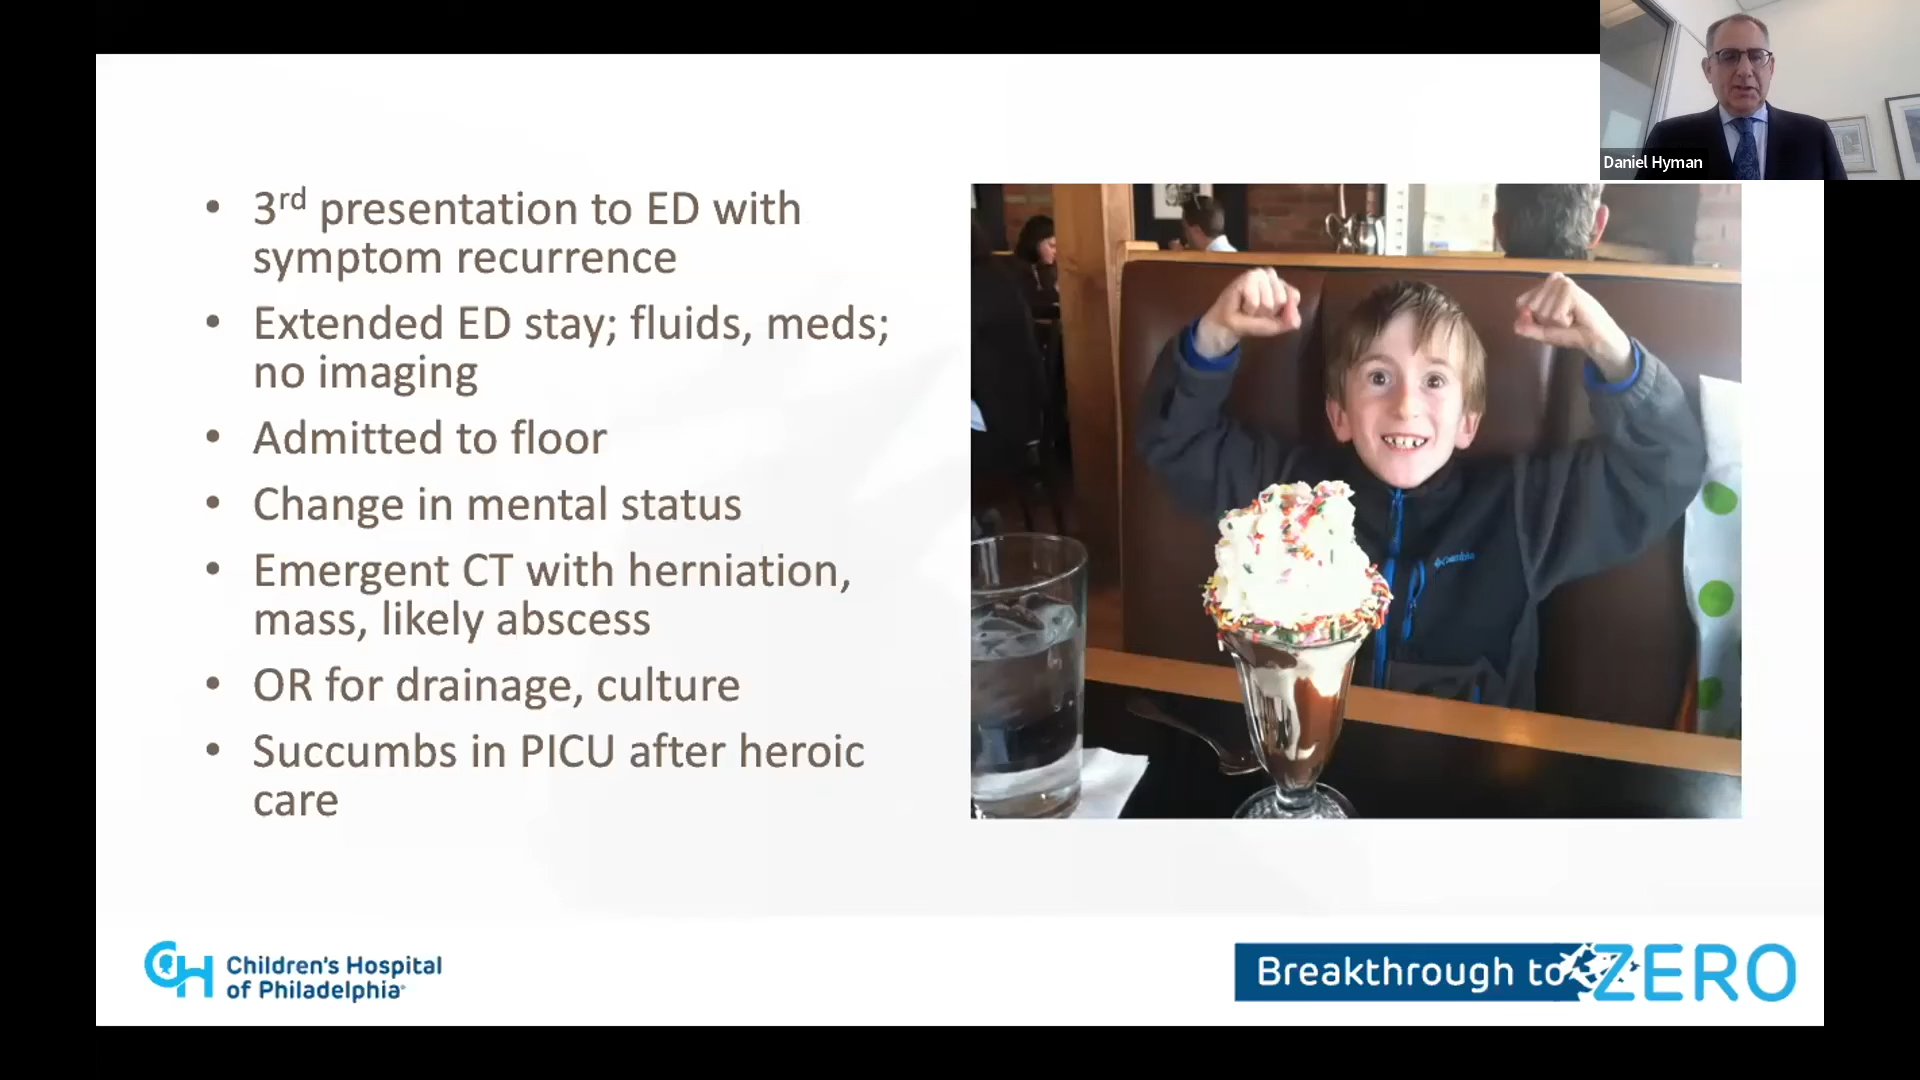 Daniel Hyman
• 3rd presentation to ED with
symptom recurrence
• Extended ED stay; fluids, meds;
no imaging
• Admitted to floor
• Change in mental status
• Emergent CT with herniation,
mass, likely abscess
• OR for drainage, culture
• Succumbs in PICU after heroic
care
Columbia
CH Children's Hospital
of Philadelphia
Breakthrough to ZERO